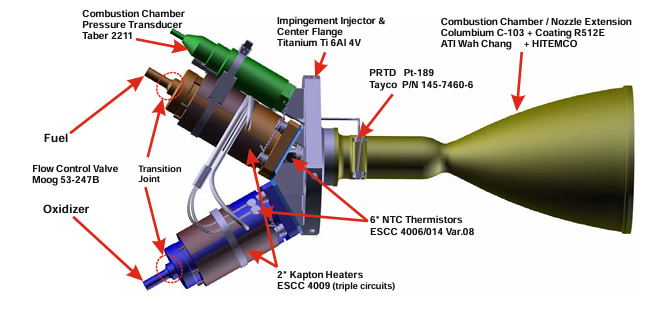 Combustion Chamber
Pressure Transducer
Taber 2211
Impingement Injector &
Center Flange
Titanium Ti 6Al 4V
Combustion Chamber / Nozzle Extension
Columbium C-103 + Coating R512E
ATI Wah Chang + HITEMCO
PRTD Pt-189
Tayco P/N 145-7460-6
Fuel
Flow Control Valve
Moog 53-247B
Transition
Joint
Oxidizer
6* NTC Thermistors
ESCC 4006/014 Var.08
2* Kapton Heaters
ESCC 4009 (triple circuits)